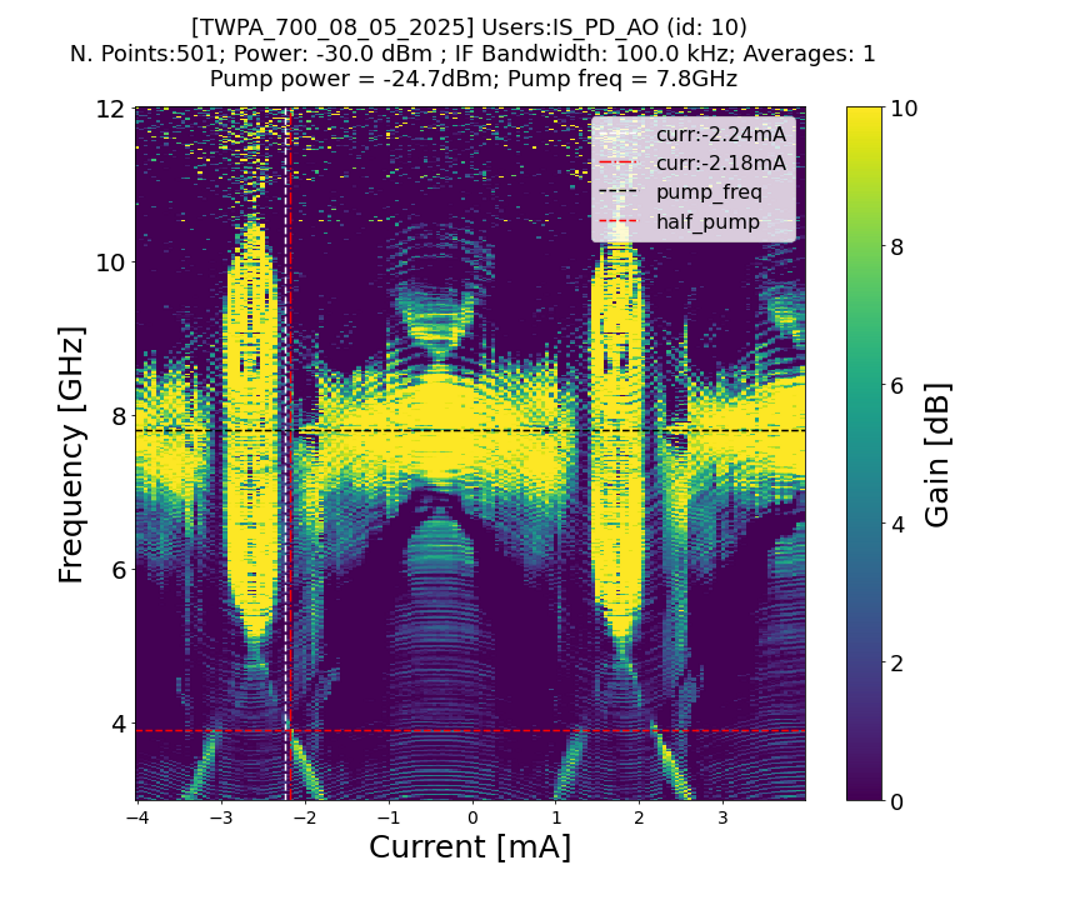 [TWPA_700_08_05_2025] Users:IS_PD_AO (id: 10)
N. Points:501; Power: -30.0 dBm ; IF Bandwidth: 100.0 kHz; Averages: 1
Pump power = -24.7dBm; Pump freq = 7.8GHz
curr:-2.24mA
curr:-2.18mA
pump_freq
half_pump
12
10
8
6
4
Frequency [GHz]
−4
−3
−2
−1
0
1
2
3
Current [mA]
10
8
6
4
2
0
Gain [dB]